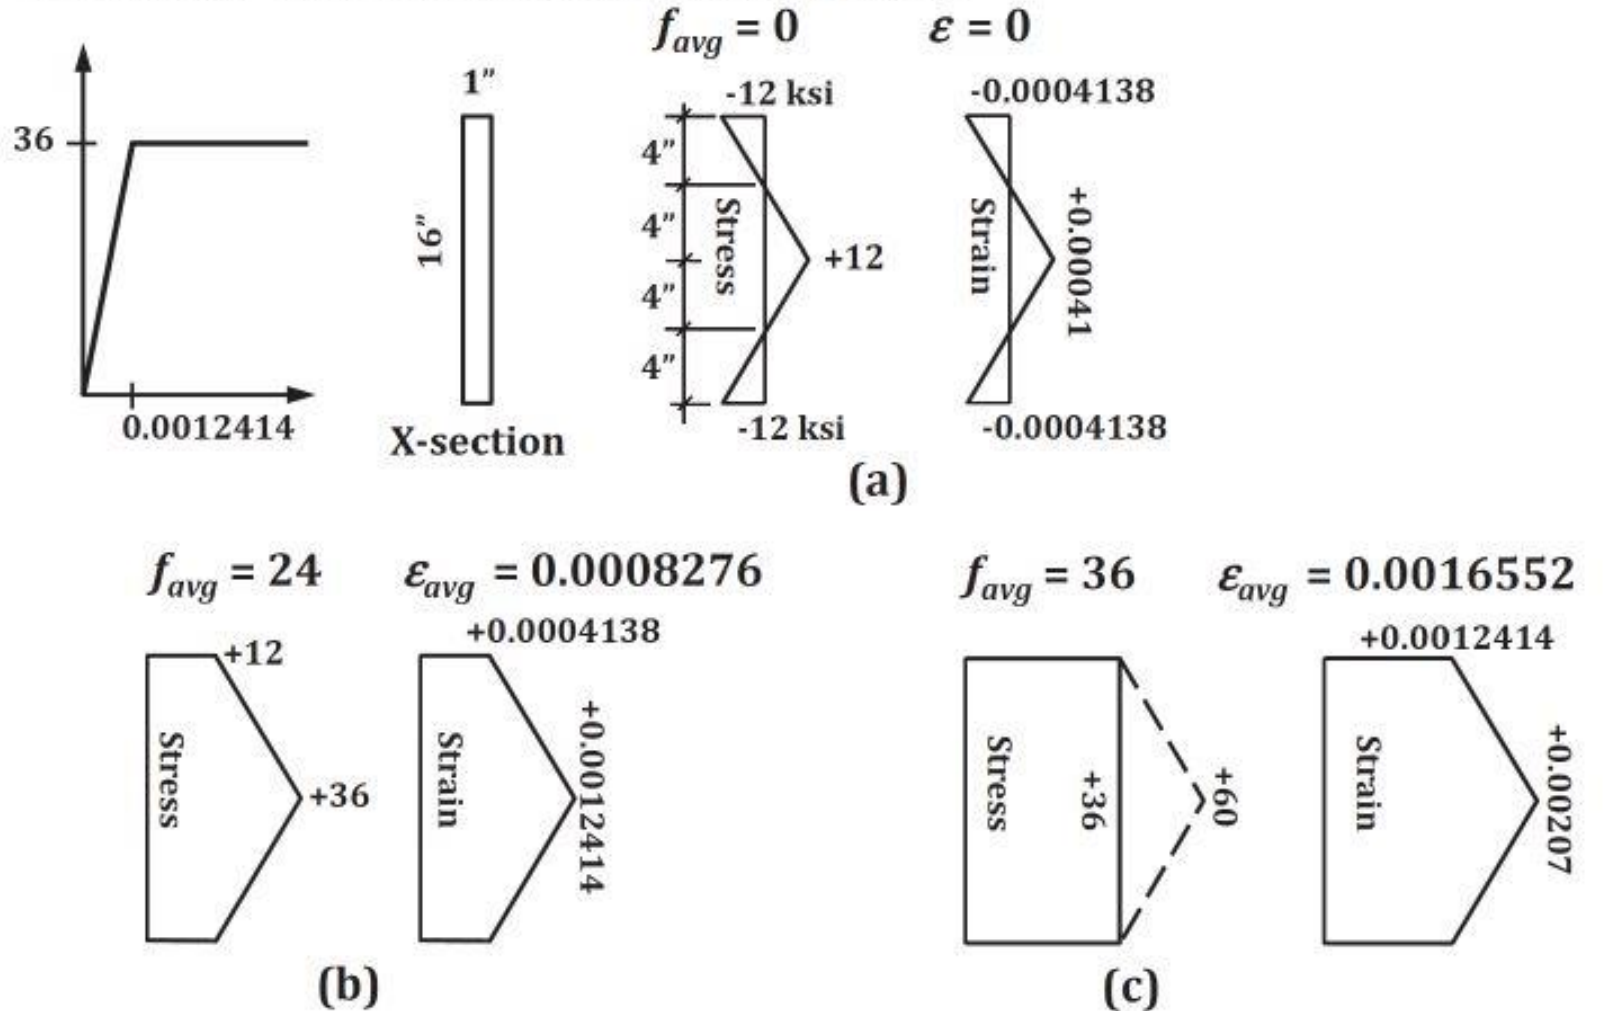 f_avg = 0
ε = 0
36
0.0012414
1”
16”
X-section
-12 ksi
4”
4”
4”
4”
Stress
+12
-12 ksi
-0.0004138
Strain
+0.00041
-0.0004138
(a)
f_avg = 24
ε_avg = 0.0008276
+12
Stress
+36
+0.0004138
Strain
+0.0012414
(b)
f_avg = 36
ε_avg = 0.0016552
Stress
+36
+60
+0.0012414
Strain
+0.00207
(c)